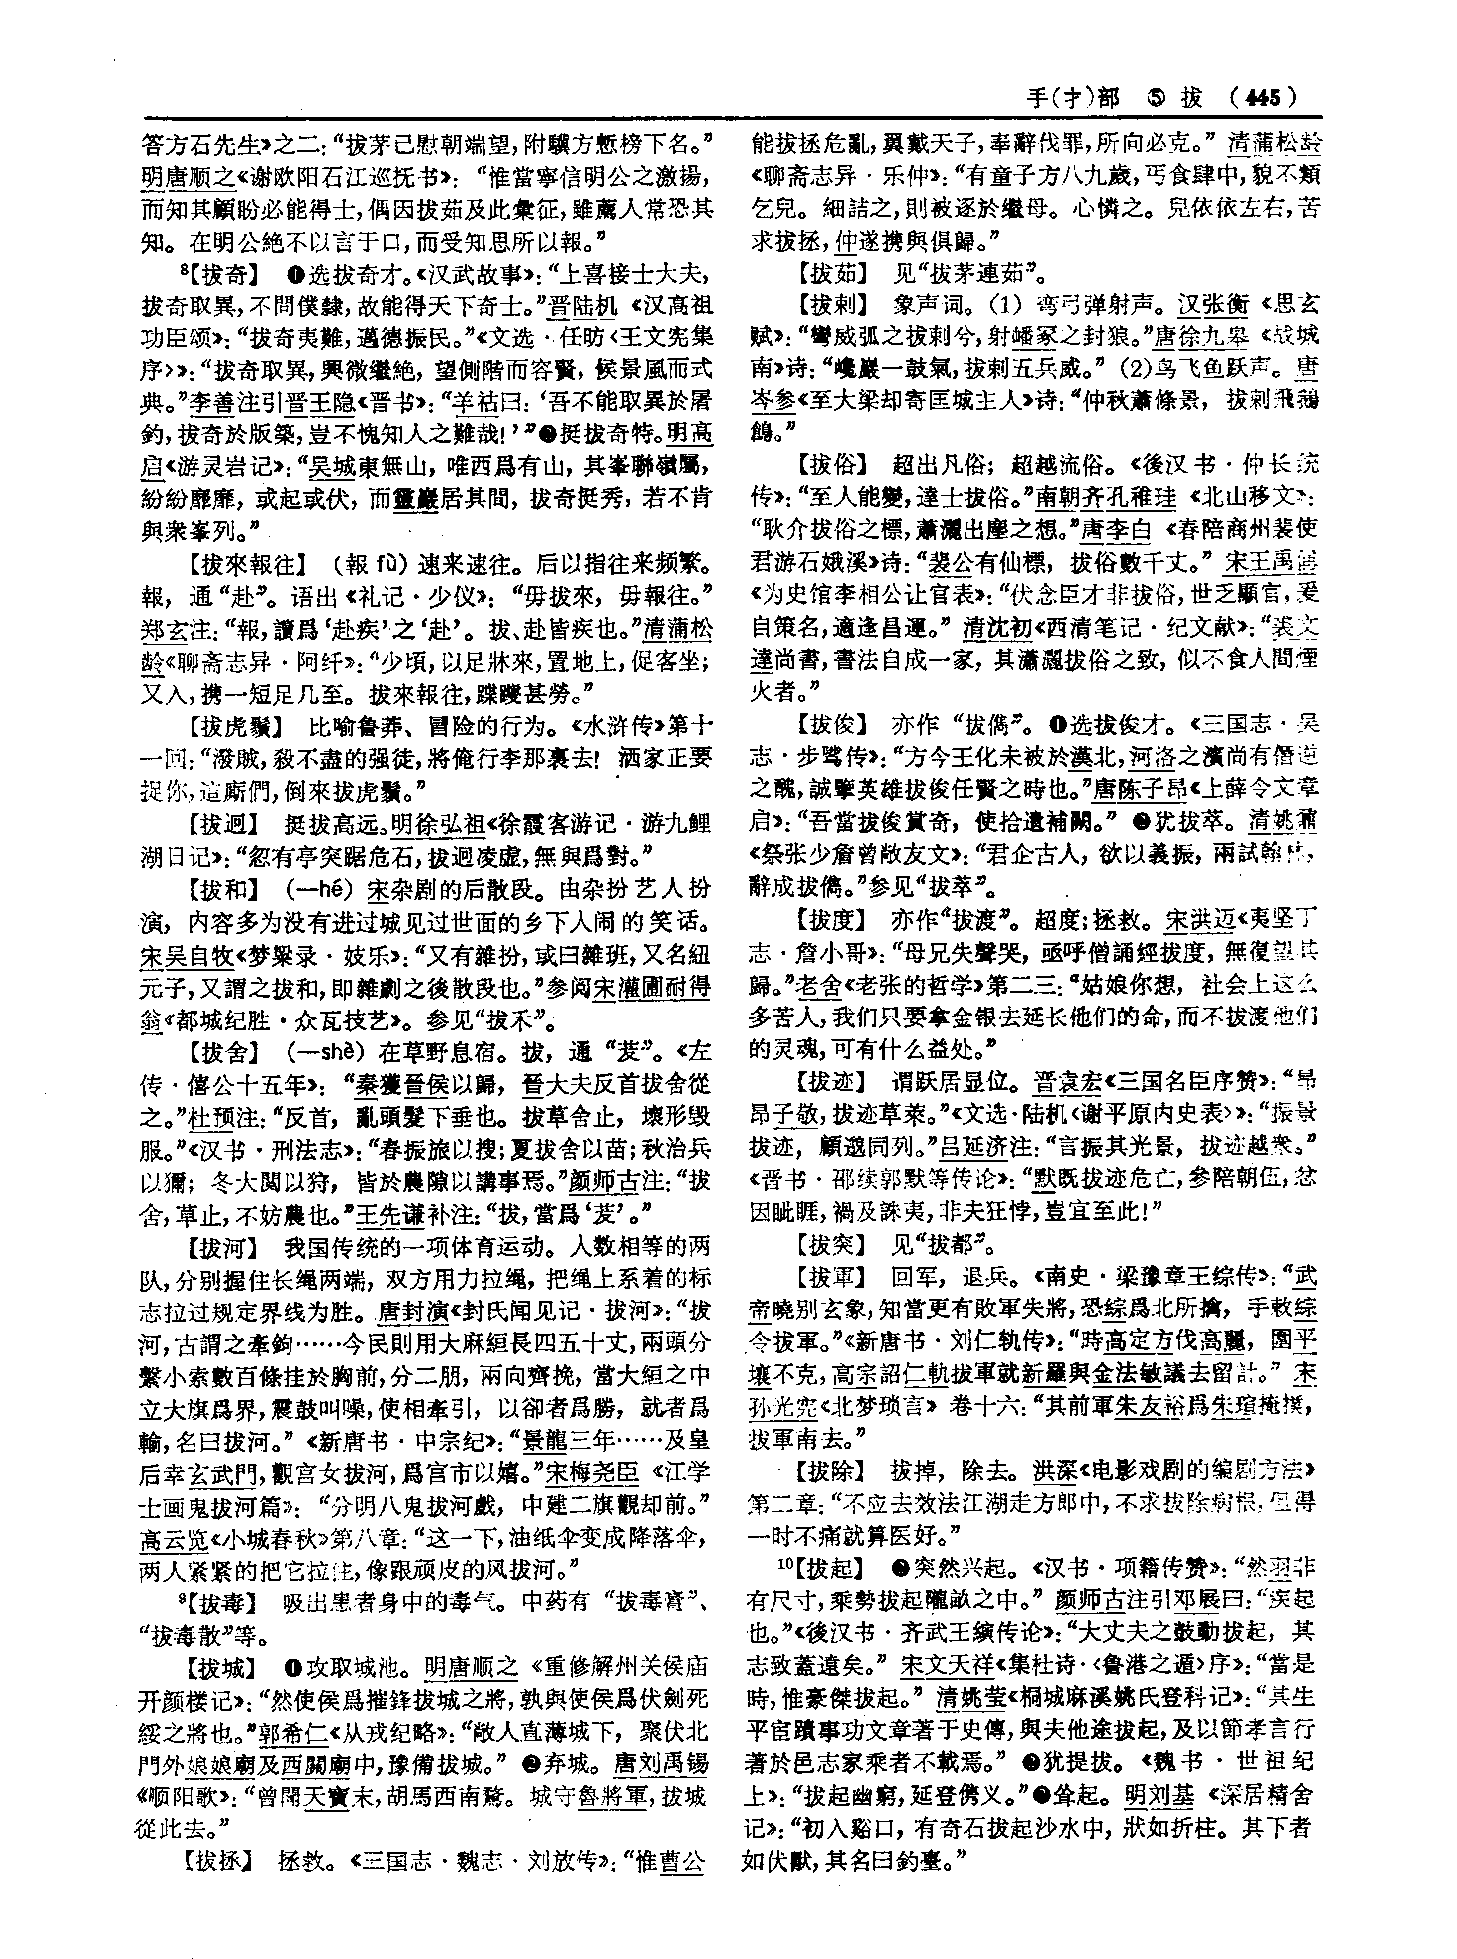 手(扌)部 ⑤ 拔 (445)
答方石先生》之二:“拔茅已慰朝端望,附驥方慙榜下名。”
明唐顺之《谢欧阳石江巡抚书》:“惟當寧信明公之激揚,
而知其顧盼必能得士,偶因拔茹及此彙征,雖薦人常恐其
知。在明公絶不以言于口,而受知思所以報。”
⁸【拔奇】 ❶选拔奇才。《汉武故事》:“上喜接士大夫,
拔奇取異,不問僕隸,故能得天下奇士。”晋陆机《汉高祖
功臣颂》:“拔奇夷難,邁德振民。”《文选·任昉〈王文宪集
序〉》:“拔奇取異,興微繼絶,望側階而容賢,候景風而式
典。”李善注引晋王隐《晋书》:“羊祜曰:‘吾不能取異於屠
釣,拔奇於版築,豈不愧知人之難哉!’”❷挺拔奇特。明高
启《游灵岩记》:“吴城東無山,唯西爲有山,其峯聯嶺屬,
紛紛靡靡,或起或伏,而靈巖居其間,拔奇挺秀,若不肯
與衆峯列。”
【拔來報往】 (報 fù)速来速往。后以指往来频繁。
報,通“赴”。语出《礼记·少仪》:“毋拔來,毋報往。”
郑玄注:“報,讀爲‘赴疾’之‘赴’。拔、赴皆疾也。”清蒲松
龄《聊斋志异·阿纤》:“少頃,以足牀來,置地上,促客坐;
又入,携一短足几至。拔來報往,蹀躞甚勞。”
【拔虎鬚】 比喻鲁莽、冒险的行为。《水浒传》第十
一回:“潑賊,殺不盡的强徒,將俺行李那裏去!洒家正要
捉你,這厮們,倒來拔虎鬚。”
【拔迥】 挺拔高远。明徐弘祖《徐霞客游记·游九鲤
湖日记》:“忽有亭突踞危石,拔迥凌虚,無與爲對。”
【拔和】 (—hé)宋杂剧的后散段。由杂扮艺人扮
演,内容多为没有进过城见过世面的乡下人闹的笑话。
宋吴自牧《梦粱录·妓乐》:“又有雜扮,或曰雜班,又名紐
元子,又謂之拔和,即雜劇之後散段也。”参阅宋灌圃耐得
翁《都城纪胜·众瓦技艺》。参见“拔禾”。
【拔舍】 (—shè)在草野息宿。拔,通“茇”。《左
传·僖公十五年》:“秦獲晉侯以歸,晉大夫反首拔舍從
之。”杜预注:“反首,亂頭髮下垂也。拔草舍止,壞形毁
服。”《汉书·刑法志》:“春振旅以搜;夏拔舍以苗;秋治兵
以獮;冬大閲以狩,皆於農隙以講事焉。”颜师古注:“拔
舍,草止,不妨農也。”王先谦补注:“拔,當爲‘茇’。”
【拔河】 我国传统的一项体育运动。人数相等的两
队,分别握住长绳两端,双方用力拉绳,把绳上系着的标
志拉过规定界线为胜。唐封演《封氏闻见记·拔河》:“拔
河,古謂之牽鉤……今民則用大麻絙長四五十丈,兩頭分
繫小索數百條挂於胸前,分二朋,兩向齊挽,當大絙之中
立大旗爲界,震鼓叫噪,使相牽引,以卻者爲勝,就者爲
輸,名曰拔河。”《新唐书·中宗纪》:“景龍三年……及皇
后幸玄武門,觀宫女拔河,爲宫市以嬉。”宋梅尧臣《江学
士画鬼拔河篇》:“分明八鬼拔河戲,中建二旗觀却前。”
高云览《小城春秋》第八章:“这一下,油纸伞变成降落伞,
两人紧紧的把它拉住,像跟顽皮的风拔河。”
⁹【拔毒】 吸出患者身中的毒气。中药有“拔毒膏”、
“拔毒散”等。
【拔城】 ❶攻取城池。明唐顺之《重修解州关侯庙
开颜楼记》:“然使侯爲摧鋒拔城之將,孰與使侯爲伏劍死
綏之將也。”郭希仁《从戎纪略》:“敵人直薄城下,聚伏北
門外娘娘廟及西關廟中,豫備拔城。”❷弃城。唐刘禹锡
《顺阳歌》:“曾聞天寶末,胡馬西南騖。城守魯將軍,拔城
從此去。”
【拔拯】 拯救。《三国志·魏志·刘放传》:“惟曹公
能拔拯危亂,翼戴天子,奉辭伐罪,所向必克。”清蒲松龄
《聊斋志异·乐仲》:“有童子方八九歲,丐食肆中,貌不類
乞兒。細詰之,則被逐於繼母。心憐之。兒依依左右,苦
求拔拯,仲遂携與俱歸。”
【拔茹】 见“拔茅連茹”。
【拔刺】 象声词。(1)弯弓弹射声。汉张衡《思玄
赋》:“彎威弧之拔刺兮,射嶓冢之封狼。”唐徐九皋《战城
南》诗:“巉巖一鼓氣,拔刺五兵威。”(2)鸟飞鱼跃声。唐
岑参《至大梁却寄匡城主人》诗:“仲秋蕭條景,拔刺飛鵝
鶬。”
【拔俗】 超出凡俗;超越流俗。《後汉书·仲长统
传》:“至人能變,達士拔俗。”南朝齐孔稚珪《北山移文》:
“耿介拔俗之標,蕭灑出塵之想。”唐李白《春陪商州裴使
君游石娥溪》诗:“裴公有仙標,拔俗數千丈。”宋王禹偁
《为史馆李相公让官表》:“伏念臣才非拔俗,世乏顯官,爰
自策名,適逢昌運。”清沈初《西清笔记·纪文献》:“裘文
達尚書,書法自成一家,其瀟灑拔俗之致,似不食人間煙
火者。”
【拔俊】 亦作“拔儁”。❶选拔俊才。《三国志·吴
志·步骘传》:“方今王化未被於漠北,河洛之濱尚有僭逆
之醜,誠擥英雄拔俊任賢之時也。”唐陈子昂《上薛令文章
启》:“吾當拔俊賞奇,使拾遺補闕。”❷犹拔萃。清姚鼐
《祭张少詹曾敞友文》:“君企古人,欲以義振,兩試翰林,
辭成拔儁。”参见“拔萃”。
【拔度】 亦作“拔渡”。超度;拯救。宋洪迈《夷坚丁
志·詹小哥》:“母兄失聲哭,亟呼僧誦經拔度,無復望其
歸。”老舍《老张的哲学》第二三:“姑娘你想,社会上这么
多苦人,我们只要拿金银去延长他们的命,而不拔渡他们
的灵魂,可有什么益处。”
【拔迹】 谓跃居显位。晋袁宏《三国名臣序赞》:“昂
昂子敬,拔迹草萊。”《文选·陆机〈谢平原内史表〉》:“振景
拔迹,顧邈同列。”吕延济注:“言振其光景,拔迹越衆。”
《晋书·邵续郭默等传论》:“默既拔迹危亡,参陪朝伍,忿
因眦睚,禍及誅夷,非夫狂悖,豈宜至此!”
【拔突】 见“拔都”。
【拔軍】 回军,退兵。《南史·梁豫章王综传》:“武
帝曉别玄象,知當更有敗軍失將,恐綜爲北所擒,手敕綜
令拔軍。”《新唐书·刘仁轨传》:“時高定方伐高麗,圍平
壤不克,高宗詔仁軌拔軍就新羅與金法敏議去留計。”宋
孙光宪《北梦琐言》卷十六:“其前軍朱友裕爲朱瑄掩撲,
拔軍南去。”
【拔除】 拔掉,除去。洪深《电影戏剧的编剧方法》
第二章:“不应去效法江湖走方郎中,不求拔除病根,但得
一时不痛就算医好。”
¹⁰【拔起】 ❶突然兴起。《汉书·项籍传赞》:“然羽非
有尺寸,乘勢拔起隴畝之中。”颜师古注引邓展曰:“疾起
也。”《後汉书·齐武王縯传论》:“大丈夫之鼓動拔起,其
志致蓋遠矣。”宋文天祥《集杜诗·〈鲁港之遁〉序》:“當是
時,惟豪傑拔起。”清姚莹《桐城麻溪姚氏登科记》:“其生
平宦蹟事功文章著于史傳,與夫他途拔起,及以節孝言行
著於邑志家乘者不載焉。”❷犹提拔。《魏书·世祖纪
上》:“拔起幽窮,延登儁乂。”❸耸起。明刘基《深居精舍
记》:“初入谿口,有奇石拔起沙水中,狀如折柱。其下者
如伏獸,其名曰釣臺。”